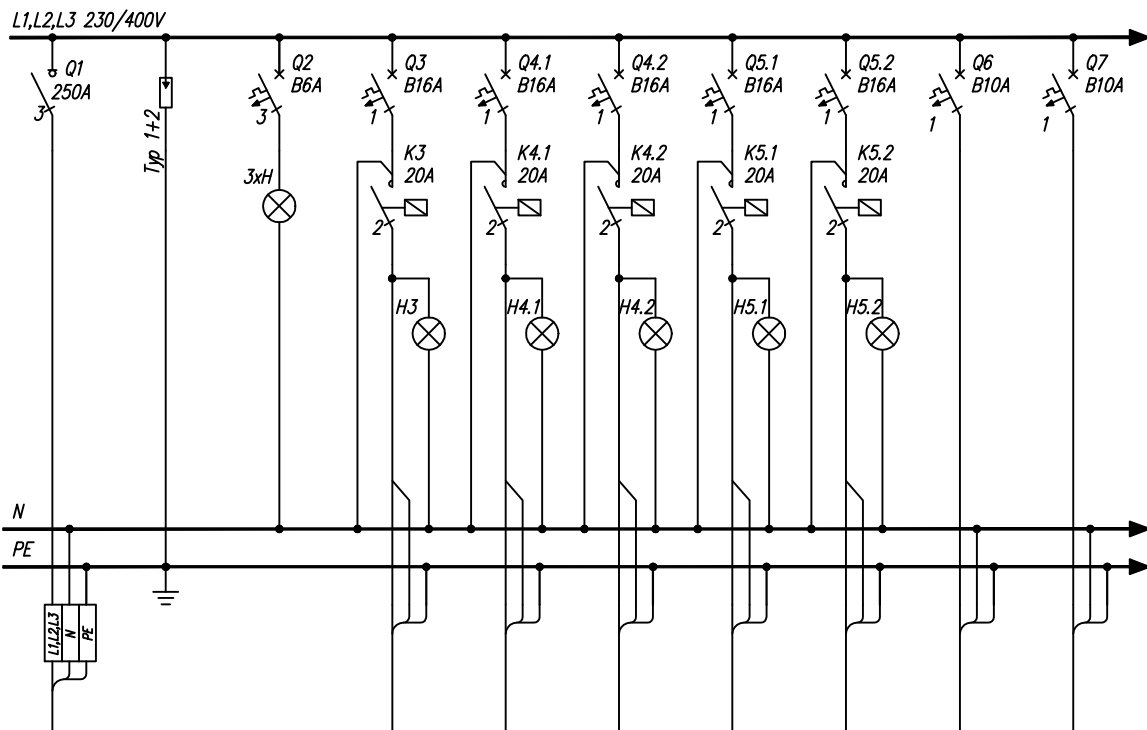 L1,L2,L3 230/400V
Q1
250A
3
Typ 1+2
Q2
B6A
3
3xH
Q3
B16A
1
K3
20A
2
H3
Q4.1
B16A
1
K4.1
20A
2
H4.1
Q4.2
B16A
1
K4.2
20A
2
H4.2
Q5.1
B16A
1
K5.1
20A
2
H5.1
Q5.2
B16A
1
K5.2
20A
2
H5.2
Q6
B10A
1
Q7
B10A
1
N
PE
L1,L2,L3
N
PE